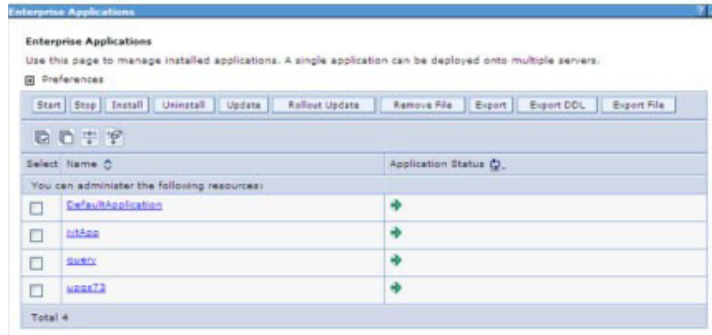 Enterprise Applications
?
Enterprise Applications
Use this page to manage installed applications. A single application can be deployed onto multiple servers.
Preferences
Start Stop Install Uninstall Update Rollout Update Remove File Export Export DDL Export File
Select Name Application Status
You can administer the following resources:
DefaultApplication
ivtApp
query
upgs73
Total 4